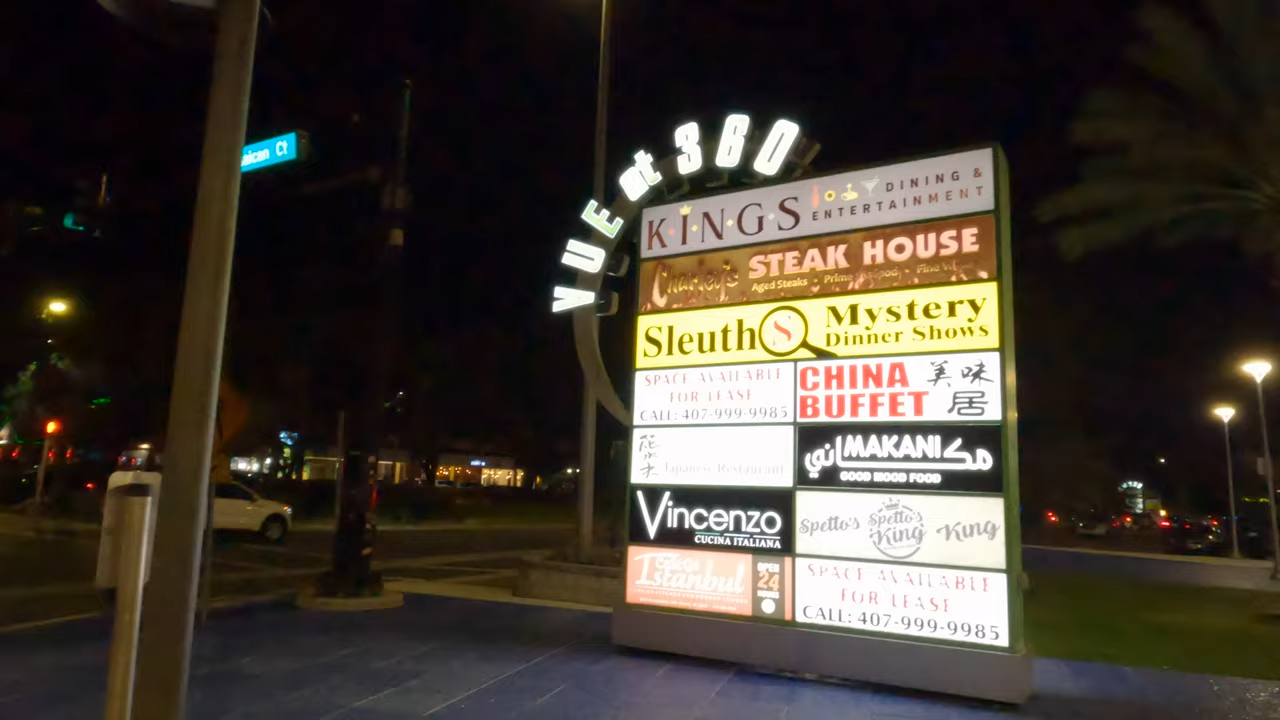 Ct
VUE at 360
KINGS
DINING &
ENTERTAINMENT
Charley's
STEAK HOUSE
Aged Steaks • Prime
SleuthS
Mystery
Dinner Shows
SPACE AVAILABLE
FOR LEASE
CALL: 407-999-9985
CHINA
BUFFET
美味
居
Japanese Restaurant
MAKANI
مكاني
GOOD MOOD FOOD
Vincenzo
CUCINA ITALIANA
Spetto's
Spetto's
King
King
Istanbul
OPEN
24
HOURS
SPACE AVAILABLE
FOR LEASE
CALL: 407-999-9985